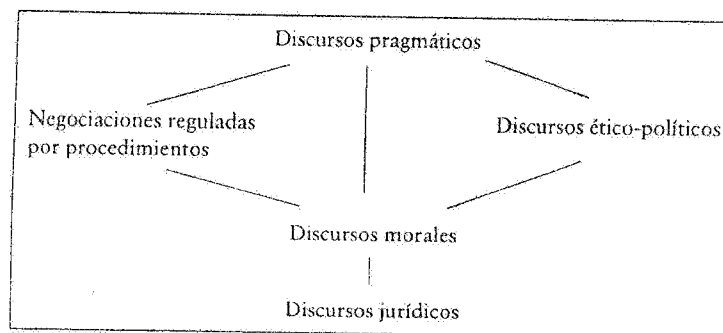 Discursos pragmáticos
Negociaciones reguladas
por procedimientos
Discursos ético-políticos
Discursos morales
Discursos jurídicos